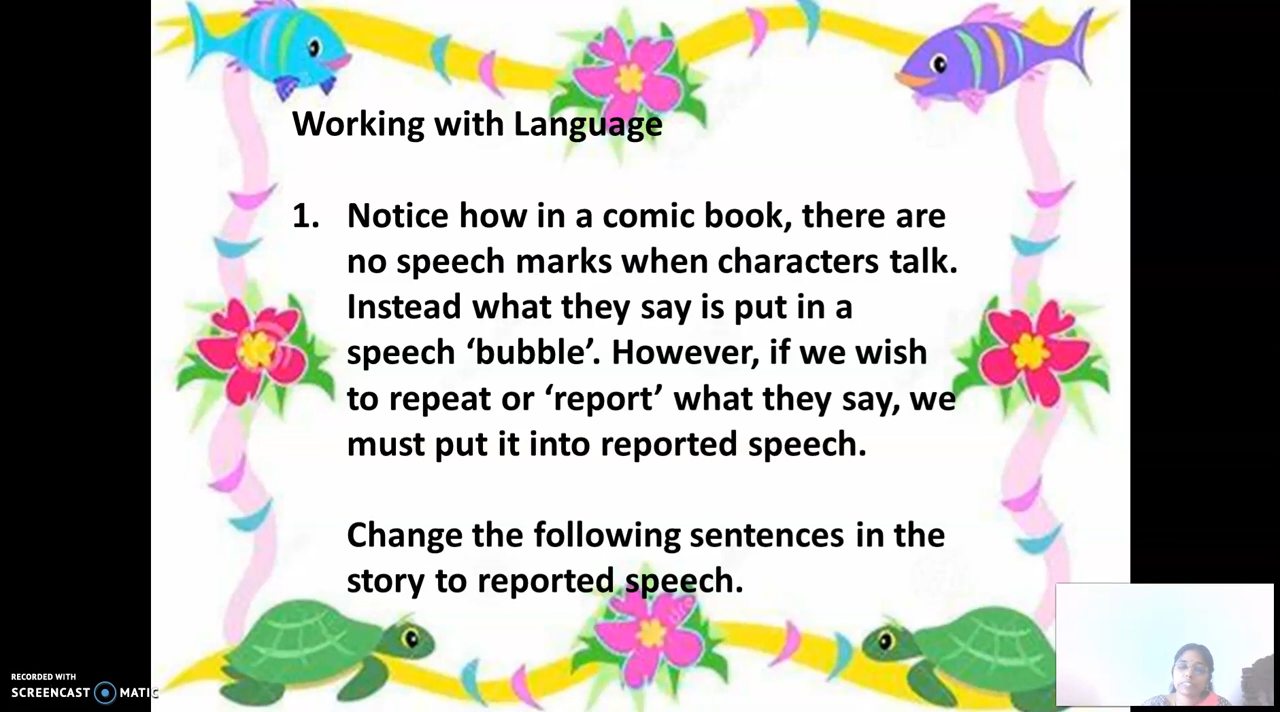 Working with Language
1. Notice how in a comic book, there are
no speech marks when characters talk.
Instead what they say is put in a
speech ‘bubble’. However, if we wish
to repeat or ‘report’ what they say, we
must put it into reported speech.
Change the following sentences in the
story to reported speech.
RECORDED WITH
SCREENCAST MATIC